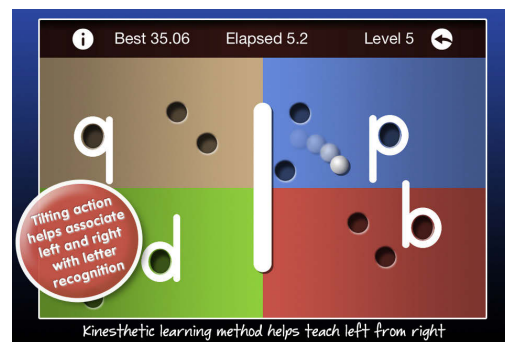 i Best 35.06 Elapsed 5.2 Level 5
q
p
b
d
Tilting action
helps associate
left and right
with letter
recognition
Kinesthetic learning method helps teach left from right